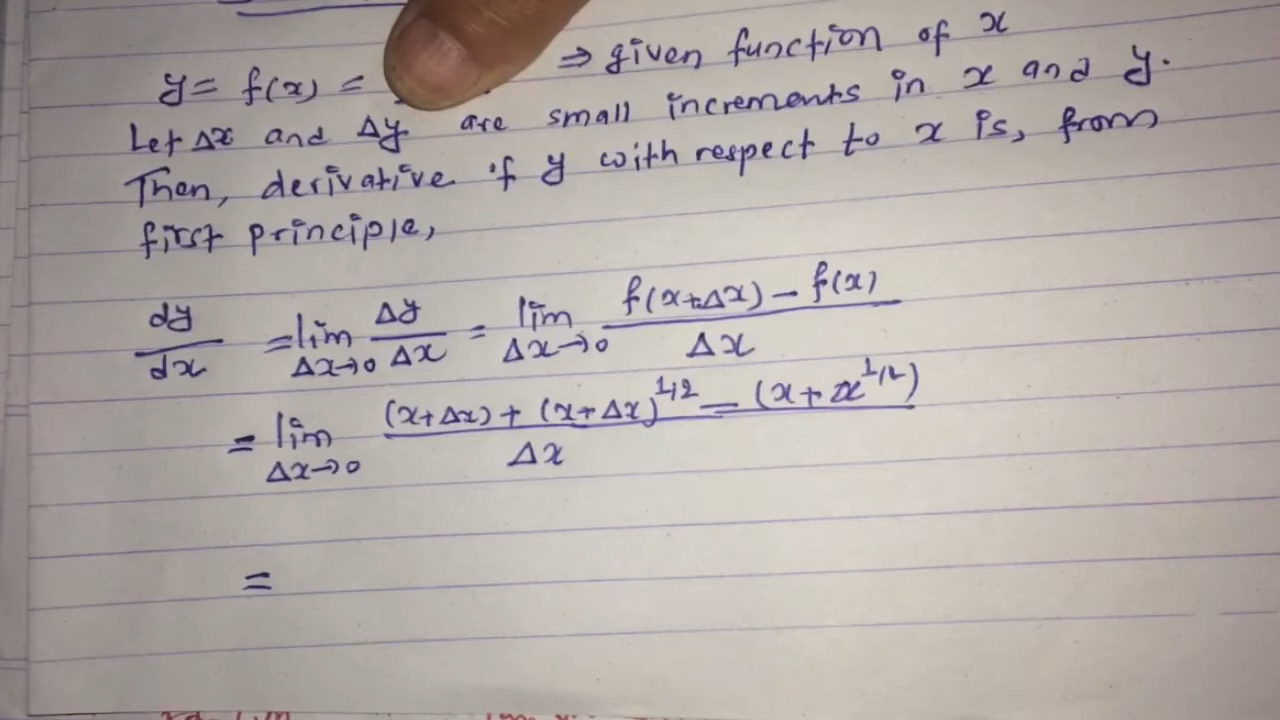 y = f(x) =
⇒ given function of x
Let Δx and Δy are small increments in x and y.
Then, derivative of y with respect to x is, from
first principle,
dy/dx = lim Δx→0 Δy/Δx = lim Δx→0 (f(x+Δx) - f(x))/Δx
= lim Δx→0 ((x+Δx) + (x+Δx)^1/2 - (x + x^1/2))/Δx
=